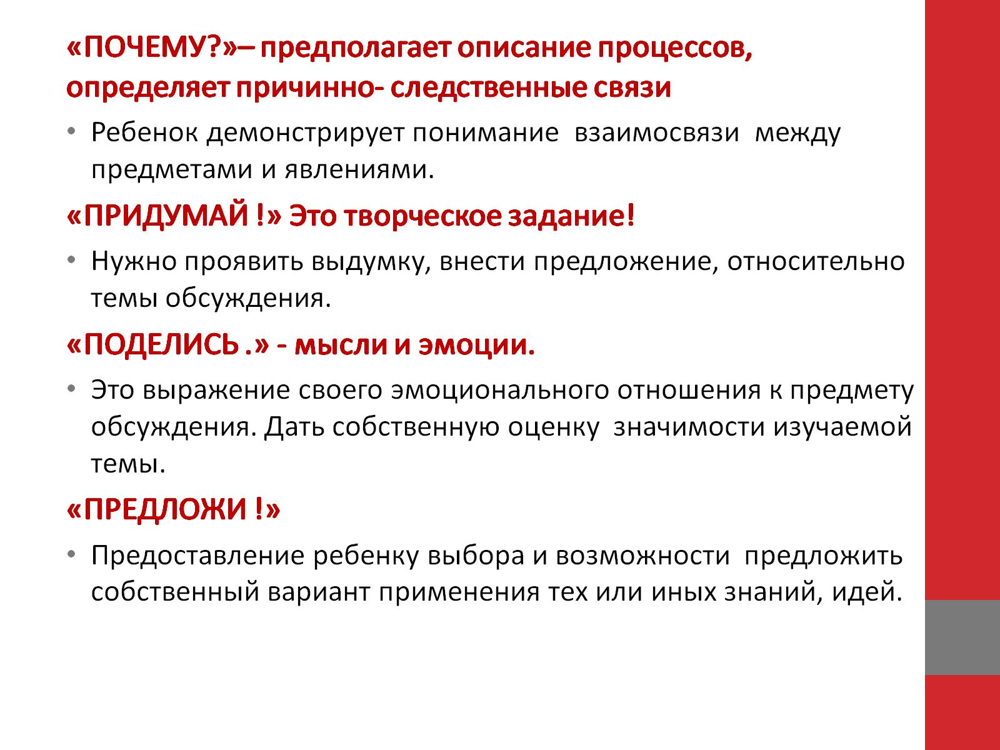 «ПОЧЕМУ?»– предполагает описание процессов,
определяет причинно- следственные связи
• Ребенок демонстрирует понимание  взаимосвязи  между
предметами и явлениями.
«ПРИДУМАЙ !» Это творческое задание!
• Нужно проявить выдумку, внести предложение, относительно
темы обсуждения.
«ПОДЕЛИСЬ .» - мысли и эмоции.
• Это выражение своего эмоционального отношения к предмету
обсуждения. Дать собственную оценку  значимости изучаемой
темы.
«ПРЕДЛОЖИ !»
• Предоставление ребенку выбора и возможности  предложить
собственный вариант применения тех или иных знаний, идей.